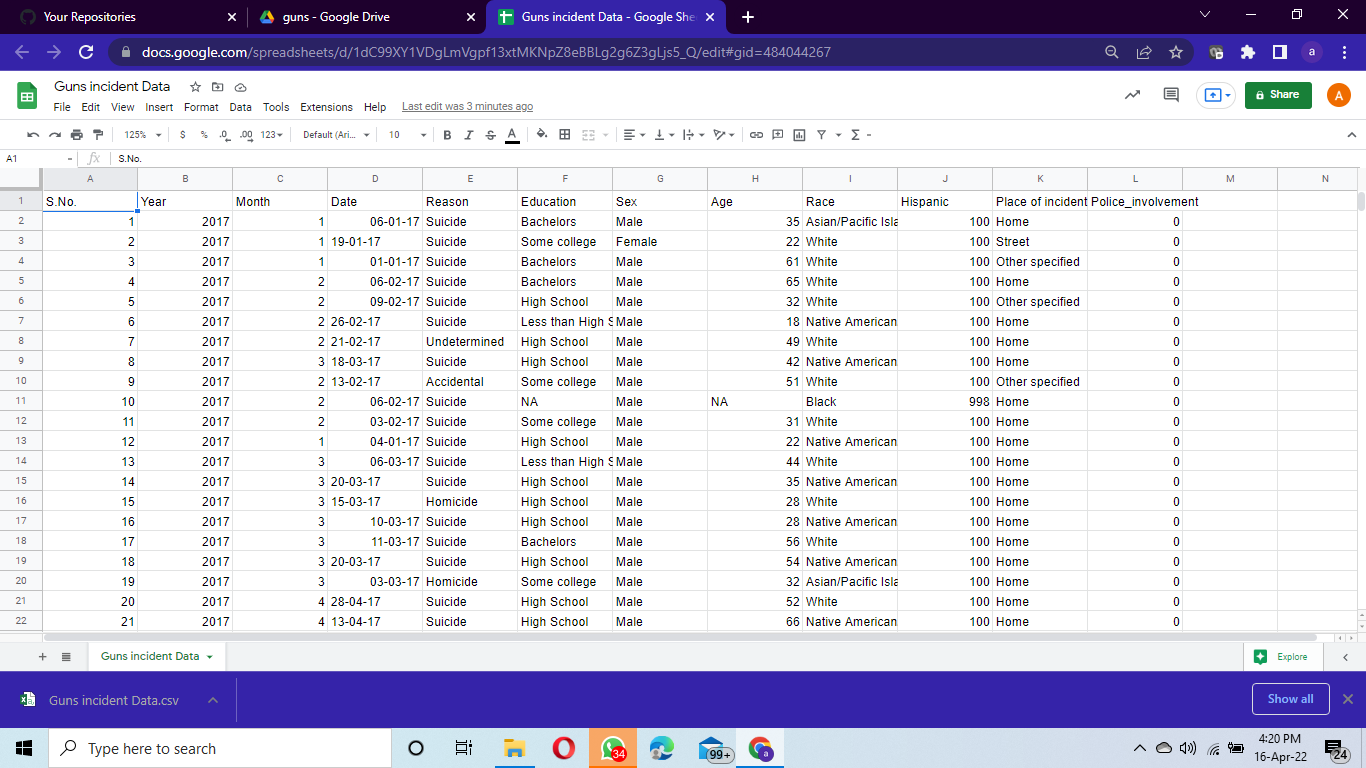 Your Repositories guns - Google Drive Guns incident Data - Google She
docs.google.com/spreadsheets/d/1dC99XY1VDgLmVgpf13xtMKNpZ8eBBLg2g6Z3gLjs5_Q/edit#gid=484044267 a
Guns incident Data
File Edit View Insert Format Data Tools Extensions Help Last edit was 3 minutes ago Share A
125% $ % .0 .00 123 Default (Ari... 10 B I S A
A1 fx S.No.
A B C D E F G H I J K L M N
1 S.No. Year Month Date Reason Education Sex Age Race Hispanic Place of incident Police_involvement
2 1 2017 1 06-01-17 Suicide Bachelors Male 35 Asian/Pacific Isla 100 Home 0
3 2 2017 1 19-01-17 Suicide Some college Female 22 White 100 Street 0
4 3 2017 1 01-01-17 Suicide Bachelors Male 61 White 100 Other specified 0
5 4 2017 2 06-02-17 Suicide Bachelors Male 65 White 100 Home 0
6 5 2017 2 09-02-17 Suicide High School Male 32 White 100 Other specified 0
7 6 2017 2 26-02-17 Suicide Less than High S Male 18 Native American 100 Home 0
8 7 2017 2 21-02-17 Undetermined High School Male 49 White 100 Home 0
9 8 2017 3 18-03-17 Suicide High School Male 42 Native American 100 Home 0
10 9 2017 2 13-02-17 Accidental Some college Male 51 White 100 Other specified 0
11 10 2017 2 06-02-17 Suicide NA Male NA Black 998 Home 0
12 11 2017 2 03-02-17 Suicide Some college Male 31 White 100 Home 0
13 12 2017 1 04-01-17 Suicide High School Male 22 Native American 100 Home 0
14 13 2017 3 06-03-17 Suicide Less than High S Male 44 White 100 Home 0
15 14 2017 3 20-03-17 Suicide High School Male 35 Native American 100 Home 0
16 15 2017 3 15-03-17 Homicide High School Male 28 White 100 Home 0
17 16 2017 3 10-03-17 Suicide High School Male 28 Native American 100 Home 0
18 17 2017 3 11-03-17 Suicide Bachelors Male 56 White 100 Home 0
19 18 2017 3 20-03-17 Suicide High School Male 54 Native American 100 Home 0
20 19 2017 3 03-03-17 Homicide Some college Male 32 Asian/Pacific Isla 100 Home 0
21 20 2017 4 28-04-17 Suicide High School Male 52 White 100 Home 0
22 21 2017 4 13-04-17 Suicide High School Male 66 Native American 100 Home 0
Guns incident Data Explore
Guns incident Data.csv Show all
Type here to search 34 99+ a 4:20 PM
16-Apr-22 24